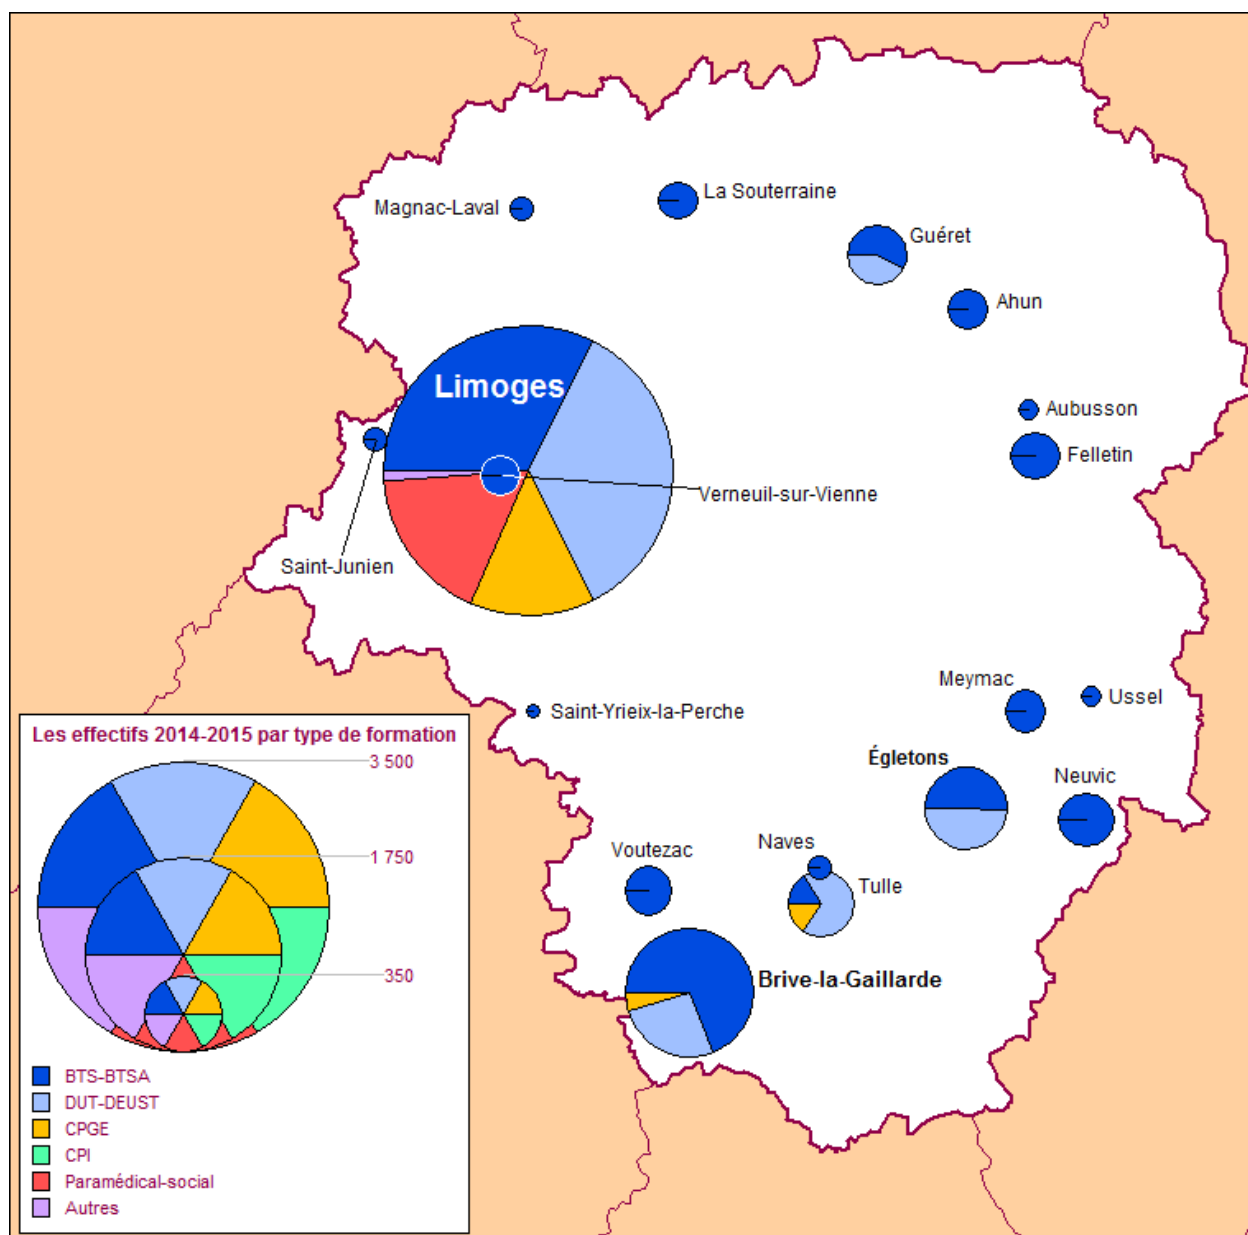 La Souterraine
Magnac-Laval
Guéret
Ahun
Limoges
Aubusson
Felletin
Verneuil-sur-Vienne
Saint-Junien
Meymac
Ussel
Saint-Yrieix-la-Perche
Égletons
Neuvic
Naves
Voutezac
Tulle
Brive-la-Gaillarde
Les effectifs 2014-2015 par type de formation
3 500
1 750
350
BTS-BTSA
DUT-DEUST
CPGE
CPI
Paramédical-social
Autres